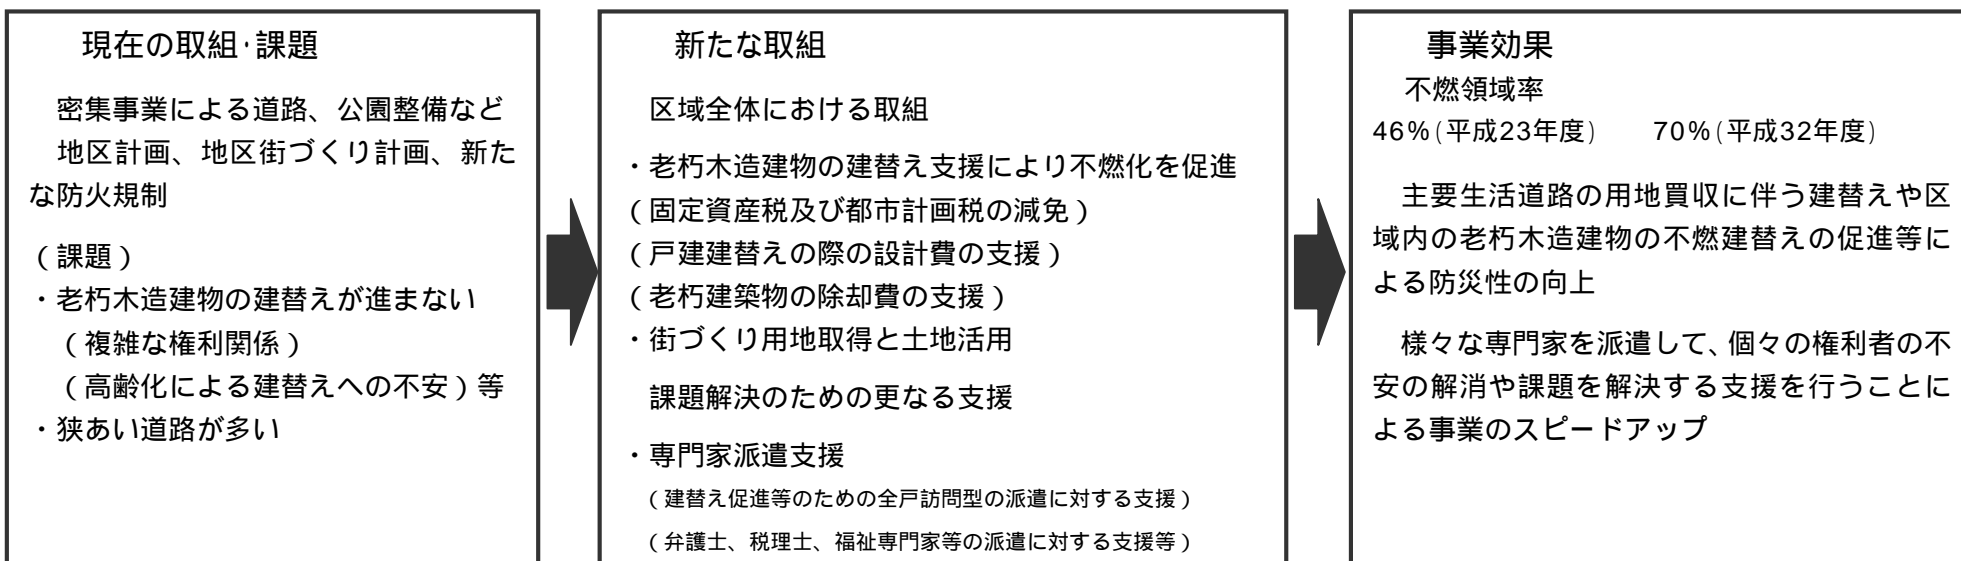 現在の取組・課題
密集事業による道路、公園整備など
地区計画、地区街づくり計画、新た
な防火規制
(課題)
・老朽木造建物の建替えが進まない
(複雑な権利関係)
(高齢化による建替えへの不安)等
・狭あい道路が多い
新たな取組
区域全体における取組
・老朽木造建物の建替え支援により不燃化を促進
(固定資産税及び都市計画税の減免)
(戸建建替えの際の設計費の支援)
(老朽建築物の除却費の支援)
・街づくり用地取得と土地活用
課題解決のための更なる支援
・専門家派遣支援
(建替え促進等のための全戸訪問型の派遣に対する支援)
(弁護士、税理士、福祉専門家等の派遣に対する支援等)
事業効果
不燃領域率
46%(平成23年度) 70%(平成32年度)
主要生活道路の用地買収に伴う建替えや区
域内の老朽木造建物の不燃建替えの促進等に
よる防災性の向上
様々な専門家を派遣して、個々の権利者の不
安の解消や課題を解決する支援を行うことに
よる事業のスピードアップ